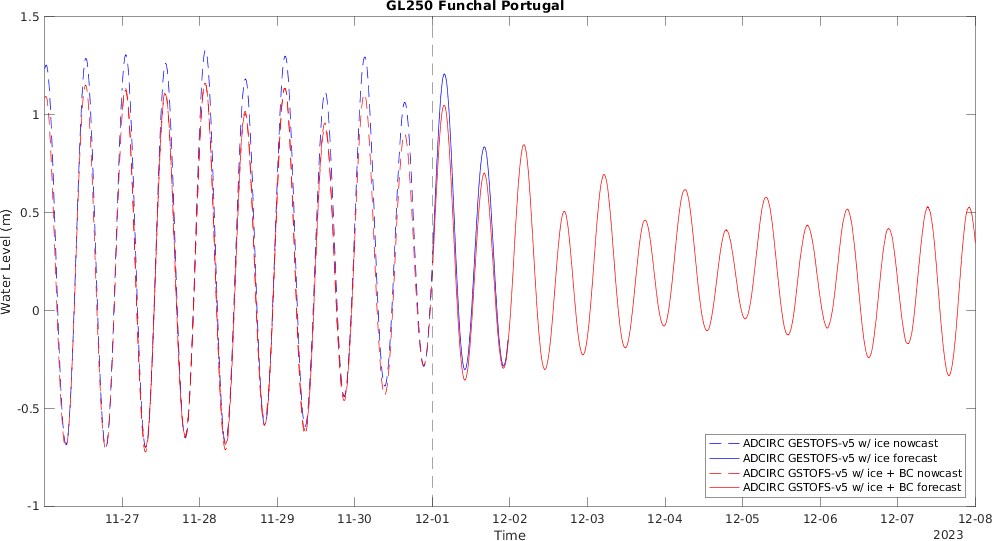 GL250 Funchal Portugal
1.5
1
0.5
0
-0.5
-1
Water Level (m)
11-27 11-28 11-29 11-30 12-01 12-02 12-03 12-04 12-05 12-06 12-07 12-08
Time
2023
ADCIRC GESTOFS-v5 w/ ice nowcast
ADCIRC GESTOFS-v5 w/ ice forecast
ADCIRC GSTOFS-v5 w/ ice + BC nowcast
ADCIRC GSTOFS-v5 w/ ice + BC forecast